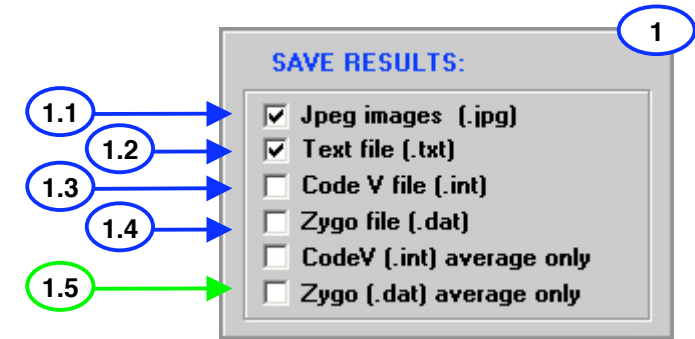 1
SAVE RESULTS:
1.1
Jpeg images (.jpg)
1.2
Text file (.txt)
1.3
Code V file (.int)
1.4
Zygo file (.dat)
CodeV (.int) average only
1.5
Zygo (.dat) average only